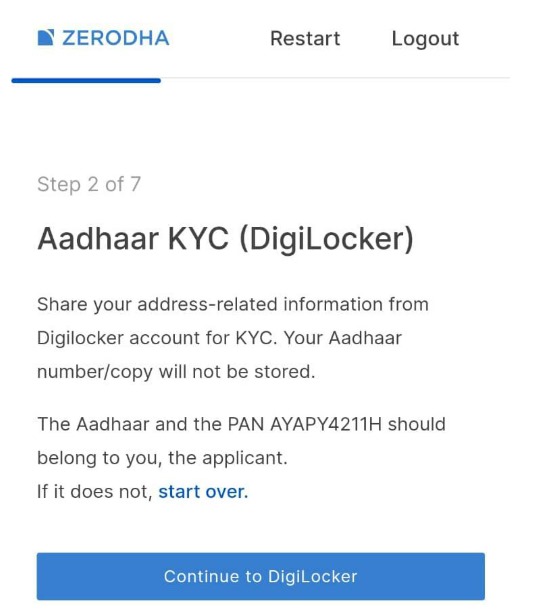 ZERODHA Restart Logout
Step 2 of 7
Aadhaar KYC (DigiLocker)
Share your address-related information from
Digilocker account for KYC. Your Aadhaar
number/copy will not be stored.
The Aadhaar and the PAN AYAPY4211H should
belong to you, the applicant.
If it does not, start over.
Continue to DigiLocker